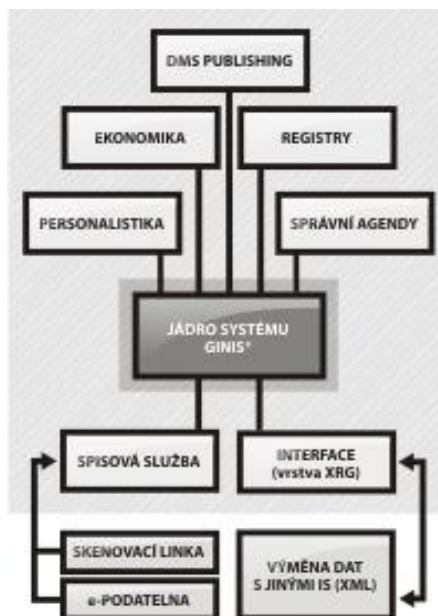 DMS PUBLISHING
EKONOMIKA
REGISTRY
PERSONALISTIKA
SPRÁVNÍ AGENDY
JÁDRO SYSTÉMU
GINIS®
SPISOVÁ SLUŽBA
INTERFACE
(vrstva XRG)
SKENOVACÍ LINKA
e-PODATELNA
VÝMĚNA DAT
S JINÝMI IS (XML)